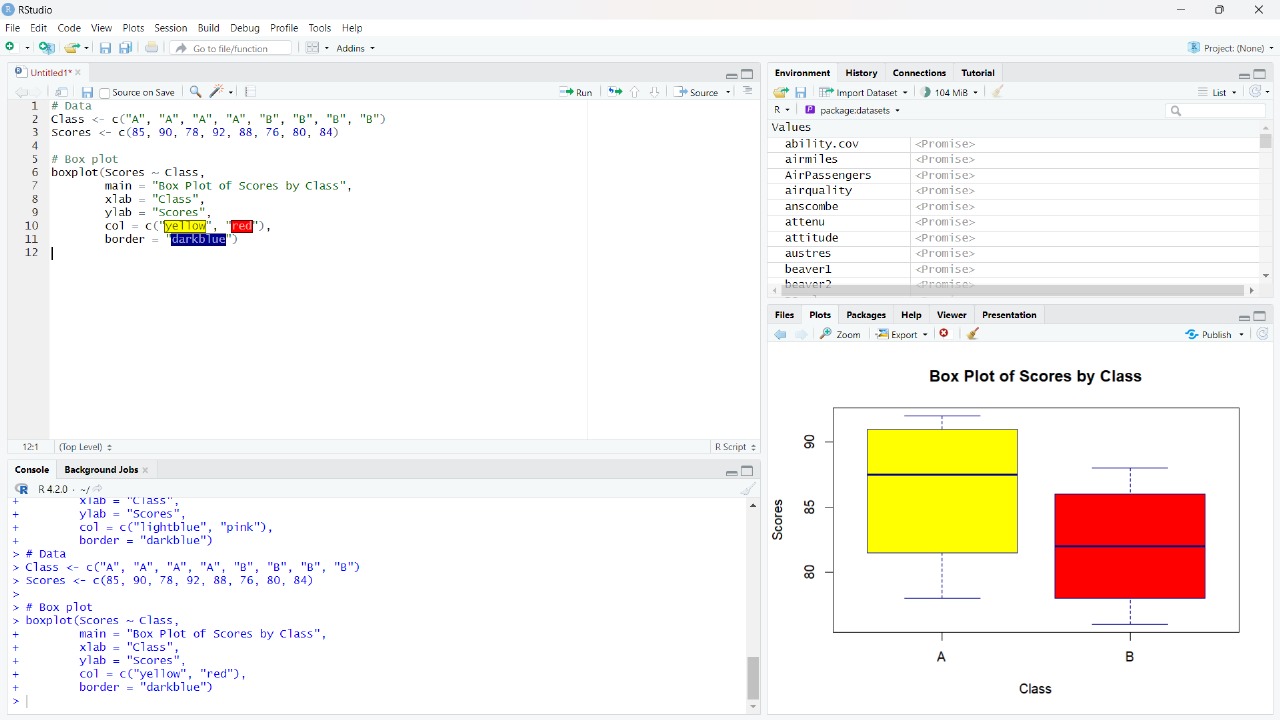 RStudio
File Edit Code View Plots Session Build Debug Profile Tools Help
Go to file/function Addins Project: (None)
Untitled1*
Source on Save Run Source
1 # Data
2 Class <- c("A", "A", "A", "A", "B", "B", "B", "B")
3 Scores <- c(85, 90, 78, 92, 88, 76, 80, 84)
4
5 # Box plot
6 boxplot(Scores ~ Class,
7 main = "Box Plot of Scores by Class",
8 xlab = "Class",
9 ylab = "Scores",
10 col = c("yellow", "red"),
11 border = "darkblue")
12
12:1 (Top Level) R Script
Console Background Jobs
R 4.2.0 · ~/
+ xlab = "Class",
+ ylab = "Scores",
+ col = c("lightblue", "pink"),
+ border = "darkblue")
> # Data
> Class <- c("A", "A", "A", "A", "B", "B", "B", "B")
> Scores <- c(85, 90, 78, 92, 88, 76, 80, 84)
>
> # Box plot
> boxplot(Scores ~ Class,
+ main = "Box Plot of Scores by Class",
+ xlab = "Class",
+ ylab = "Scores",
+ col = c("yellow", "red"),
+ border = "darkblue")
>
Environment History Connections Tutorial
Import Dataset 104 MiB List
R package:datasets
Values
ability.cov <Promise>
airmiles <Promise>
AirPassengers <Promise>
airquality <Promise>
anscombe <Promise>
attenu <Promise>
attitude <Promise>
austres <Promise>
beaver1 <Promise>
beaver2 <Promise>
Files Plots Packages Help Viewer Presentation
Zoom Export Publish
Box Plot of Scores by Class
Scores
90
85
80
A B
Class